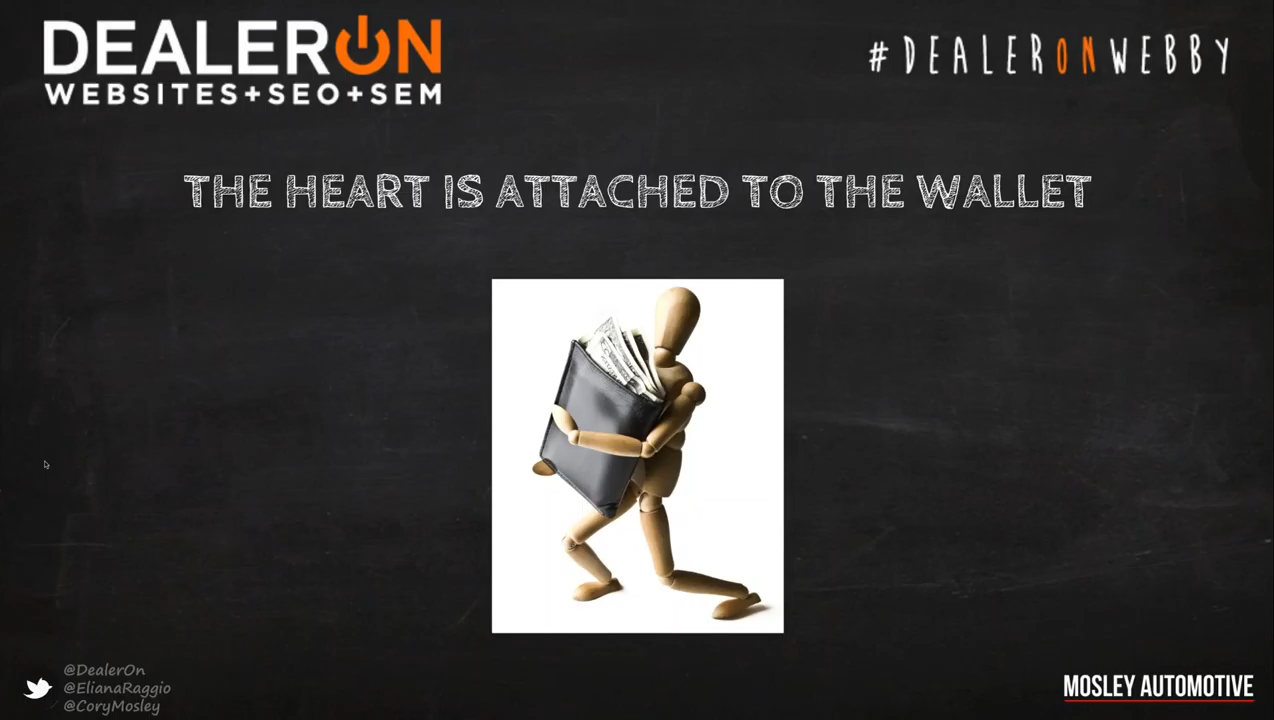 DEALERON
WEBSITES+SEO+SEM
#DEALERONWEBBY
THE HEART IS ATTACHED TO THE WALLET
@DealerOn
@ElianaRaggio
@CoryMosley
MOSLEY AUTOMOTIVE